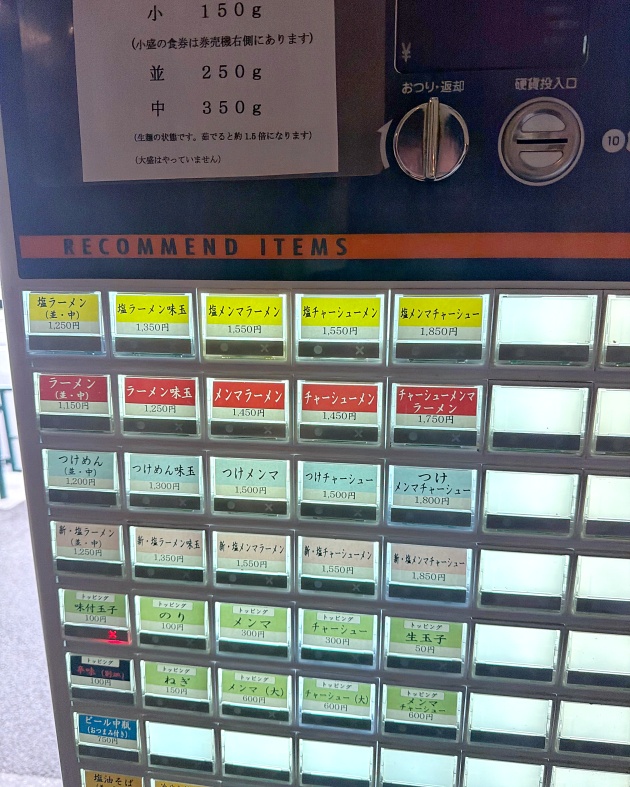 小 150g
(小盛の食券は券売機右側にあります)
並 250g
中 350g
(生麺の状態です。茹でると約1.5倍になります)
(大盛はやっていません)
¥
おつり・返却
硬貨投入口
10
RECOMMEND ITEMS
塩ラーメン
(並・中)
1,250円
塩ラーメン味玉
1,350円
塩メンマラーメン
1,550円
塩チャーシューメン
1,550円
塩メンマチャーシュー
1,850円
ラーメン
(並・中)
1,150円
ラーメン味玉
1,250円
メンマラーメン
1,450円
チャーシューメン
1,450円
チャーシューメンマ
ラーメン
1,750円
つけめん
(並・中)
1,200円
つけめん味玉
1,300円
つけメンマ
1,500円
つけチャーシュー
1,500円
つけ
メンマチャーシュー
1,800円
新・塩ラーメン
(並・中)
1,250円
新・塩ラーメン味玉
1,350円
新・塩メンマラーメン
1,550円
新・塩チャーシューメン
1,550円
新・塩メンマチャーシュー
1,850円
トッピング
味付玉子
100円
トッピング
のり
100円
トッピング
メンマ
300円
トッピング
チャーシュー
300円
トッピング
生玉子
50円
トッピング
辛味
100円
トッピング
ねぎ
150円
トッピング
メンマ(大)
600円
トッピング
チャーシュー(大)
600円
トッピング
メンマ
チャーシュー
600円
ビール中瓶
(おつまみ付き)
750円
塩油そば